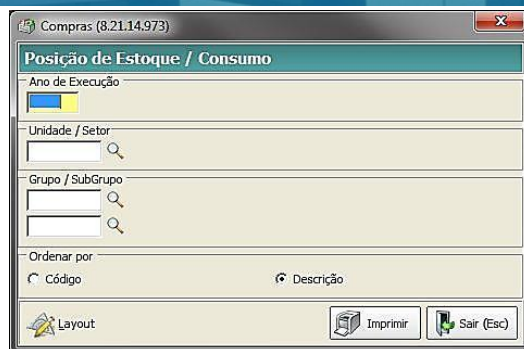 Compras (8.21.14.973)
Posição de Estoque / Consumo
Ano de Execução
Unidade / Setor
Grupo / SubGrupo
Ordenar por
Código Descrição
Layout Imprimir Sair (Esc)